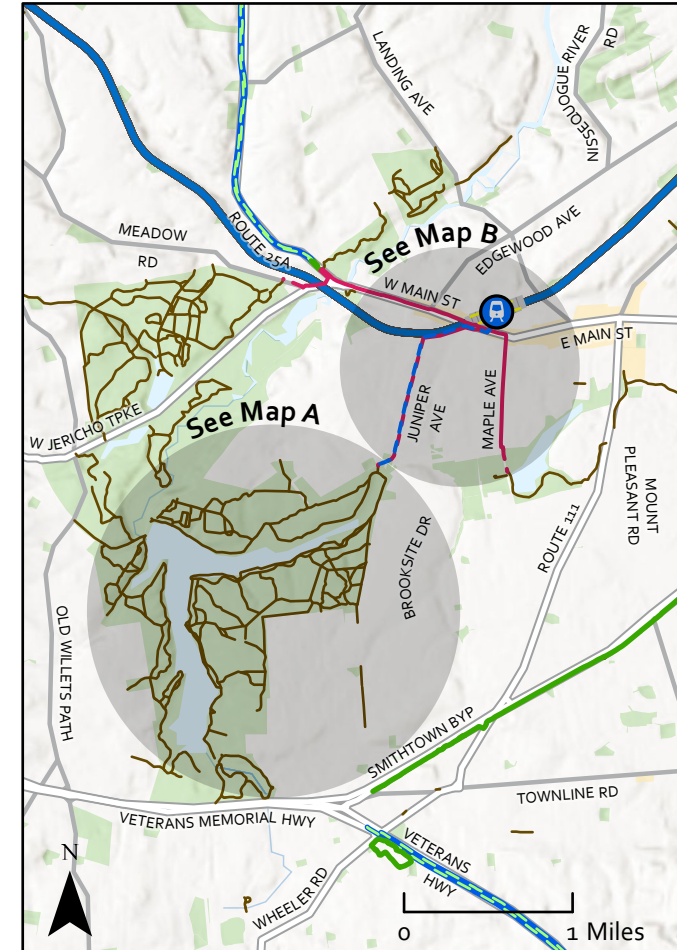 LANDING AVE
NISSEQUOGUE RIVER
RD
MEADOW
RD
ROUTE 25A
See Map B
EDGEWOOD AVE
W MAIN ST
E MAIN ST
W JERICHO TPKE
See Map A
JUNIPER
AVE
MAPLE AVE
MOUNT
PLEASANT RD
ROUTE 111
BROOKSITE DR
OLD WILLETS PATH
SMITHTOWN BYP
TOWNLINE RD
VETERANS MEMORIAL HWY
VETERANS
HWY
WHEELER RD
N
0 1 Miles